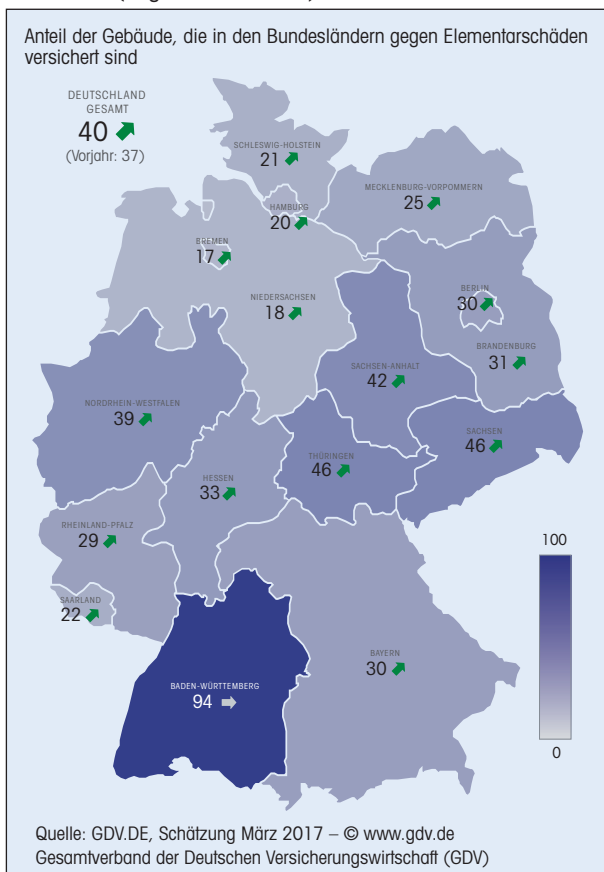 Anteil der Gebäude, die in den Bundesländern gegen Elementarschäden
versichert sind
DEUTSCHLAND
GESAMT
40
(Vorjahr: 37)
SCHLESWIG-HOLSTEIN
21
MECKLENBURG-VORPOMMERN
25
HAMBURG
20
BREMEN
17
NIEDERSACHSEN
18
BERLIN
30
BRANDENBURG
31
SACHSEN-ANHALT
42
NORDRHEIN-WESTFALEN
39
SACHSEN
46
THÜRINGEN
46
HESSEN
33
RHEINLAND-PFALZ
29
SAARLAND
22
BAYERN
30
BADEN-WÜRTTEMBERG
94
100
0
Quelle: GDV.DE, Schätzung März 2017 – © www.gdv.de
Gesamtverband der Deutschen Versicherungswirtschaft (GDV)